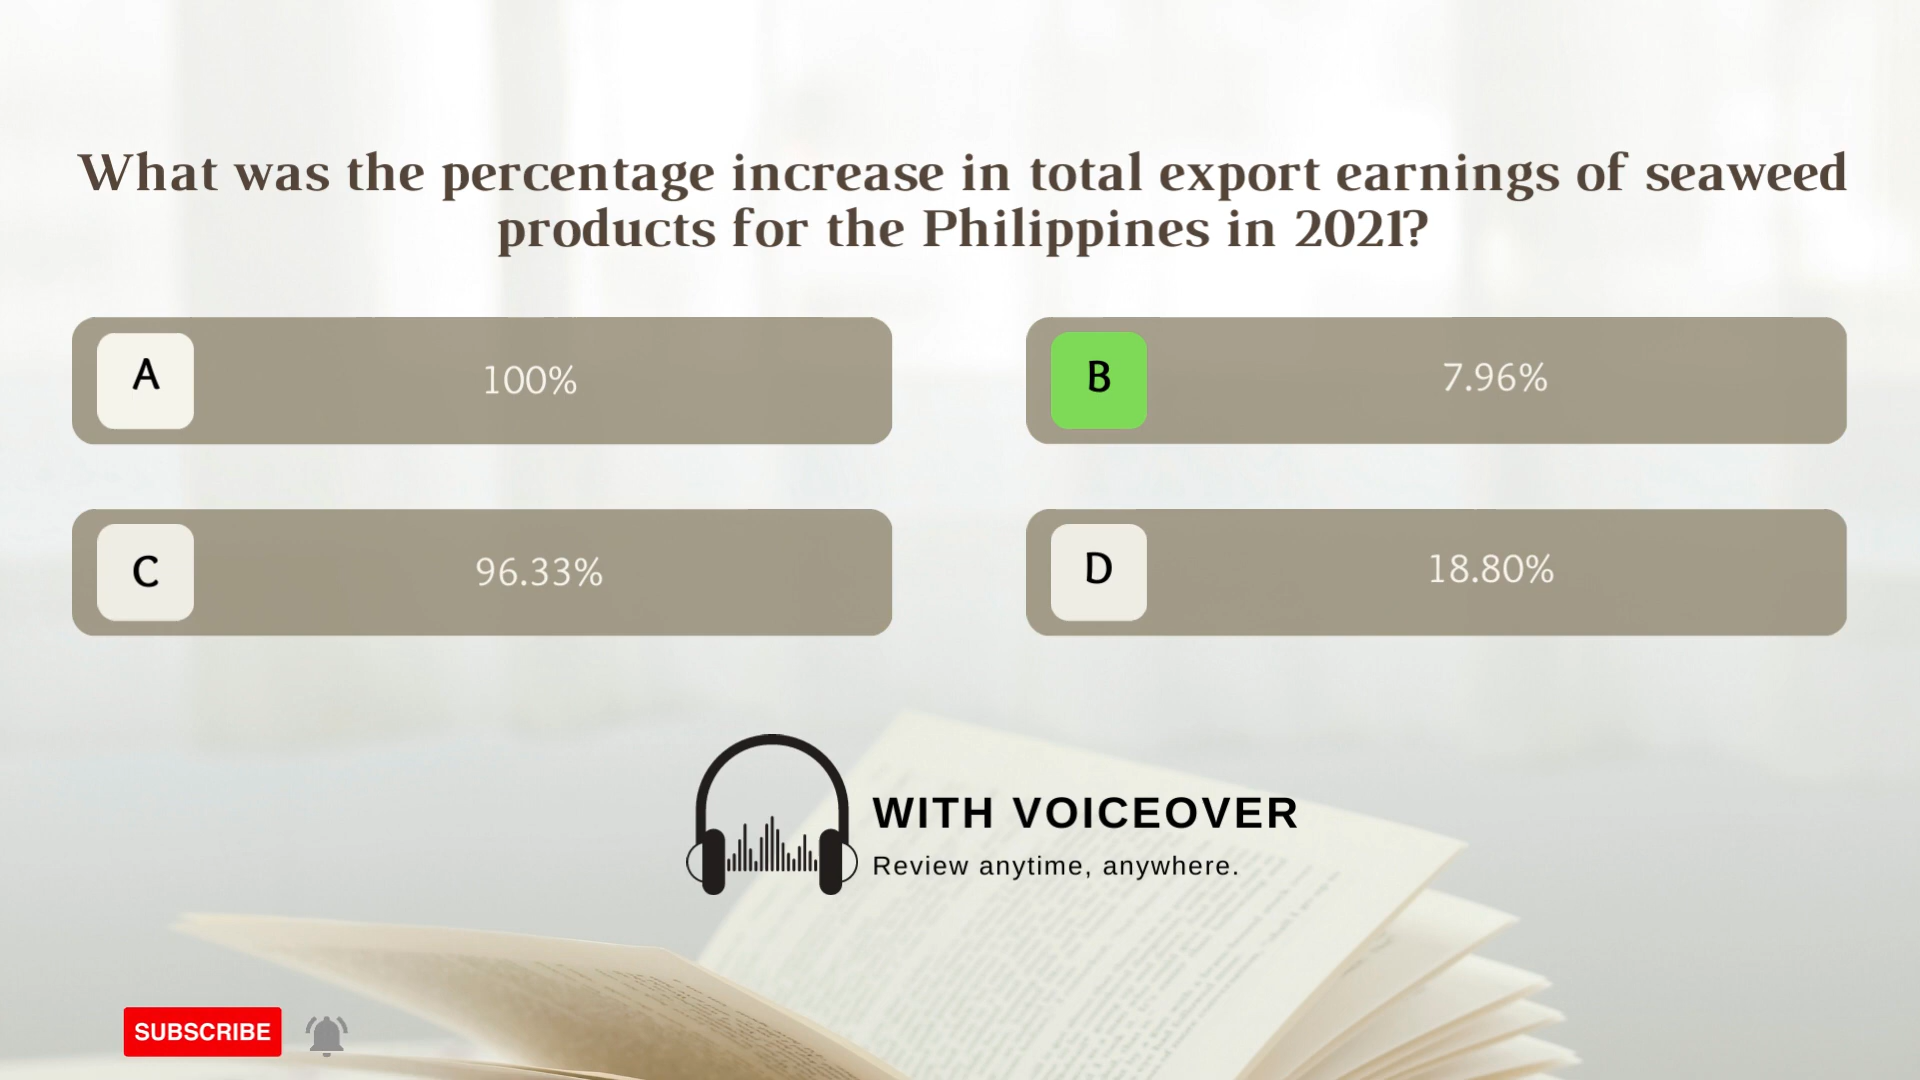 What was the percentage increase in total export earnings of seaweed
products for the Philippines in 2021?
A
100%
B
7.96%
C
96.33%
D
18.80%
WITH VOICEOVER
Review anytime, anywhere.
SUBSCRIBE